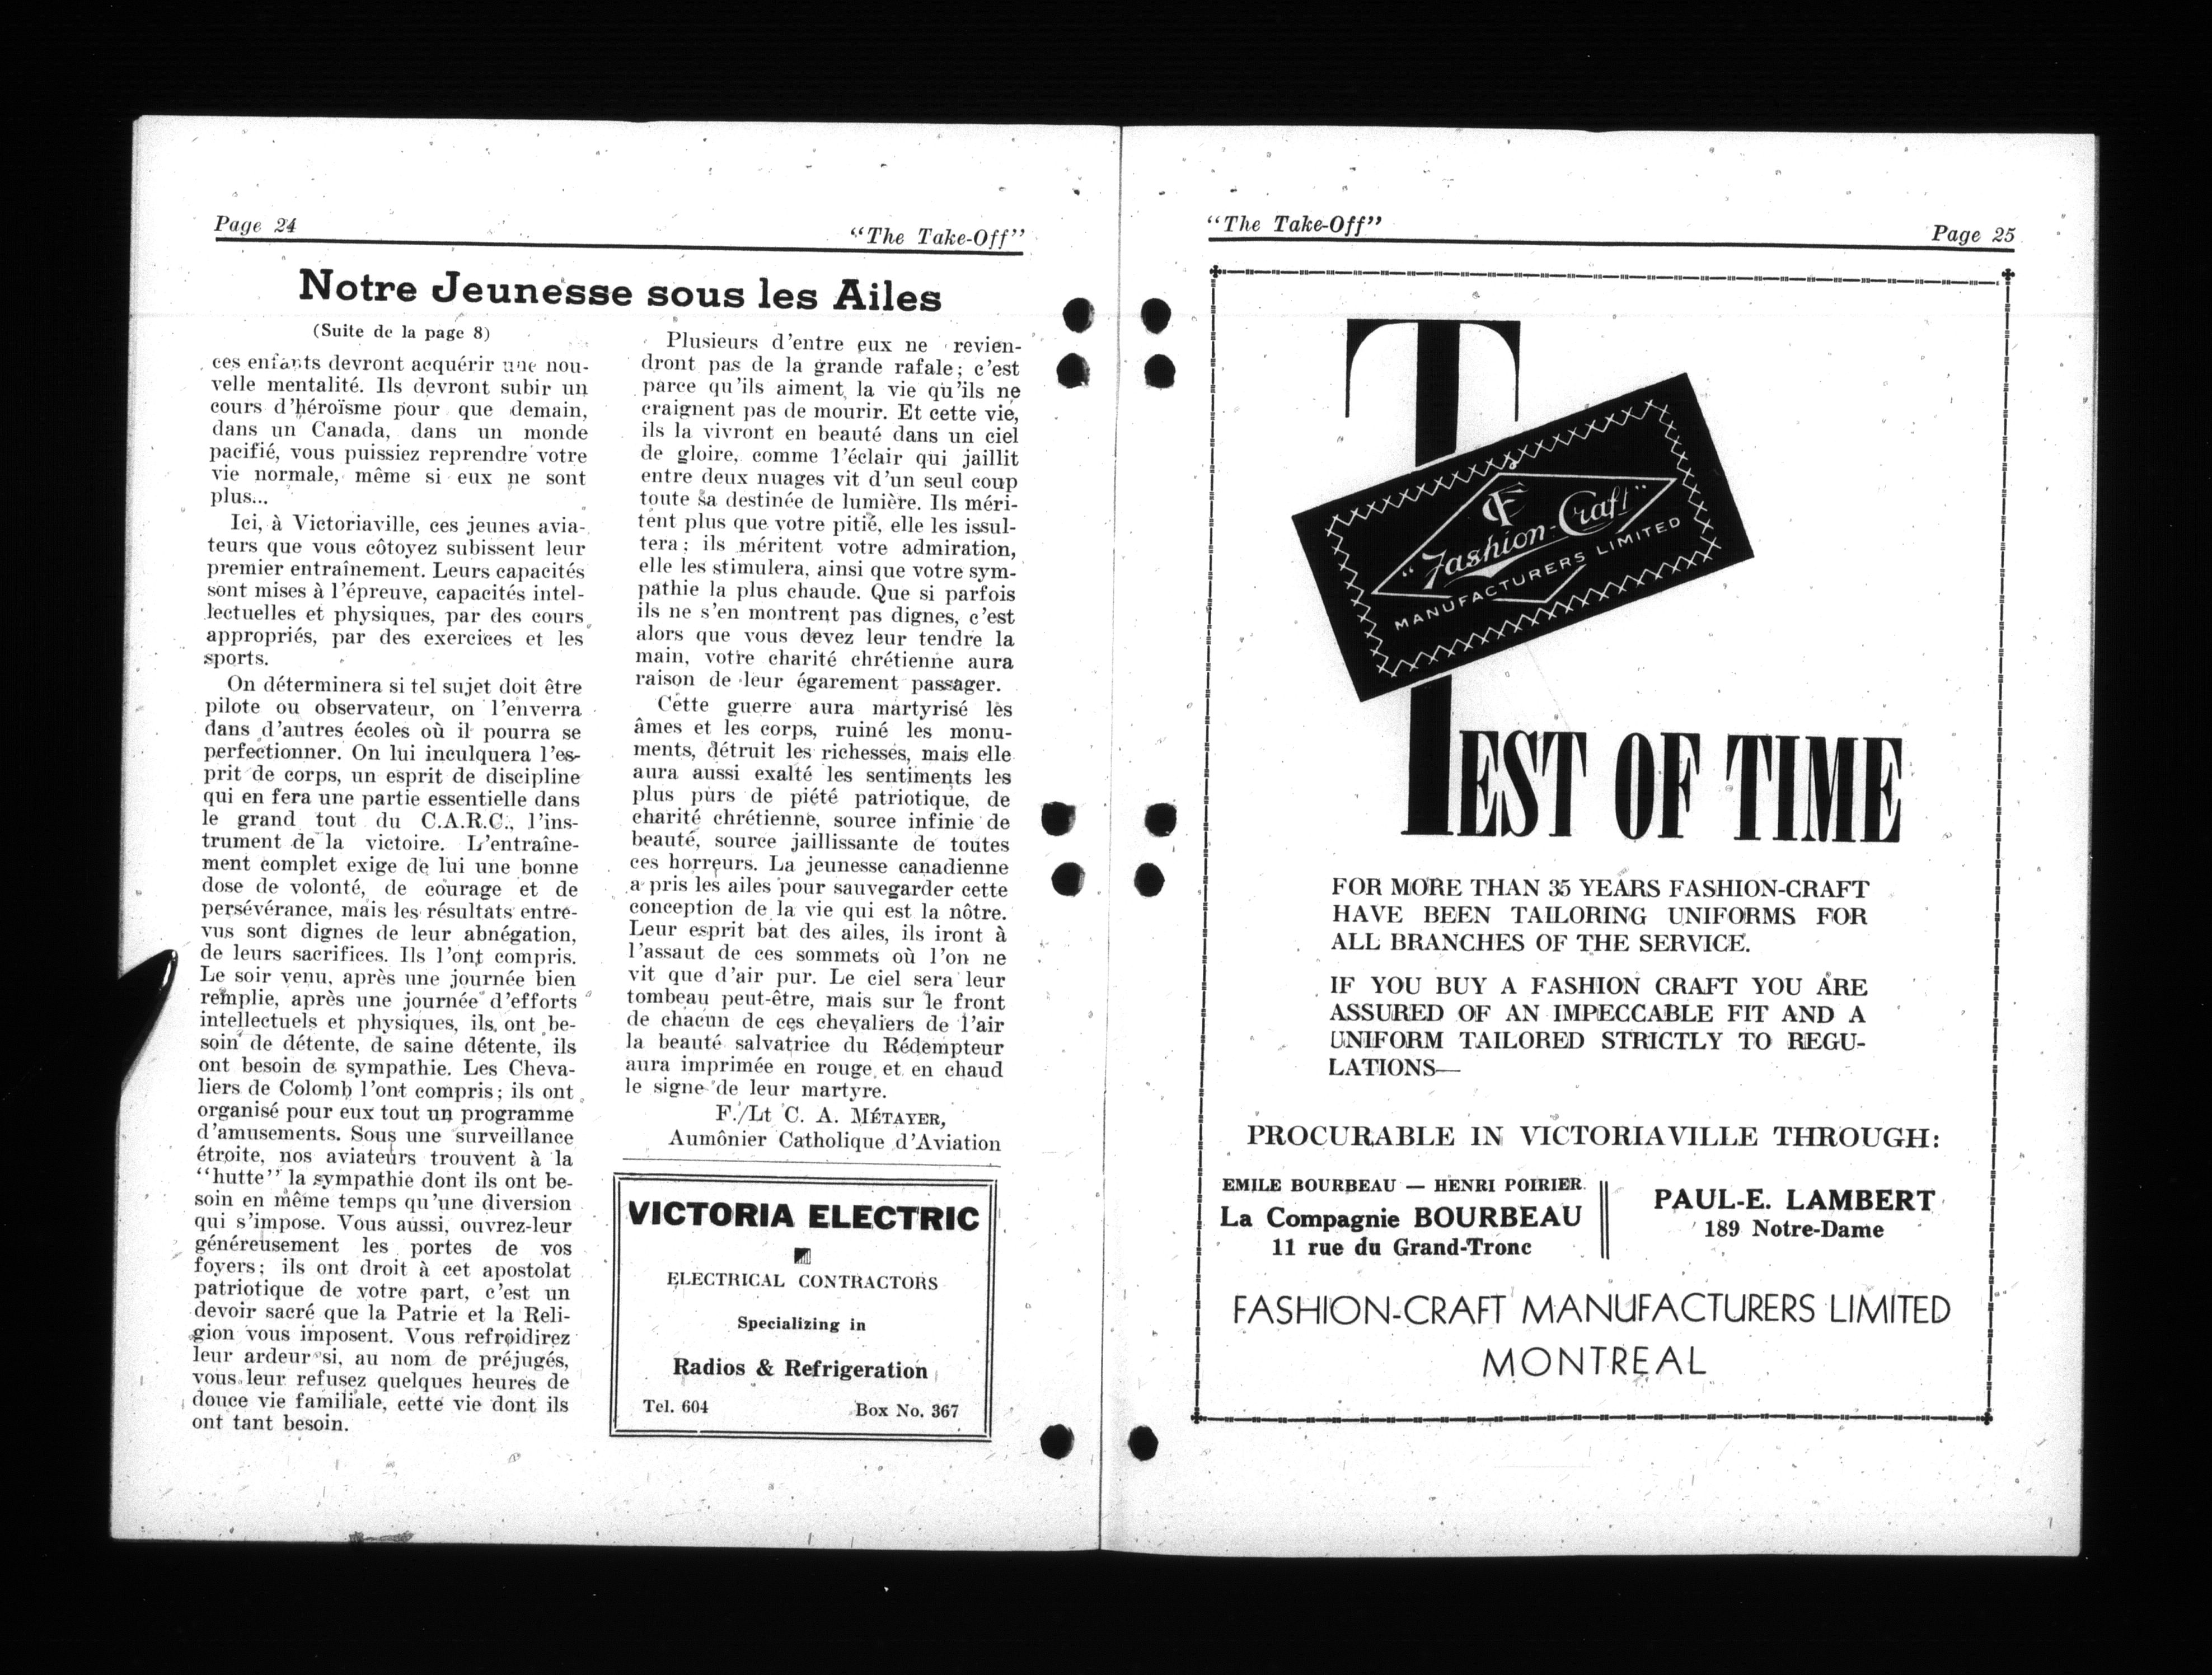 Page 24
"The Take-Off"
Notre Jeunesse sous les Ailes
(Suite de la page 8)
ces enfants devront acquérir une nou-
velle mentalité. Ils devront subir un
cours d'héroïsme pour que demain,
dans un Canada, dans un monde
pacifié, vous puissiez reprendre votre
vie normale, même si eux ne sont
plus...
Ici, à Victoriaville, ces jeunes avia-
teurs que vous côtoyez subissent leur
premier entraînement. Leurs capacités
sont mises à l'épreuve, capacités intel-
lectuelles et physiques, par des cours
appropriés, par des exercices et les
sports.
On déterminera si tel sujet doit être
pilote ou observateur, on l'enverra
dans d'autres écoles où il pourra se
perfectionner. On lui inculquera l'es-
prit de corps, un esprit de discipline
qui en fera une partie essentielle dans
le grand tout du C.A.R.C., l'ins-
trument de la victoire. L'entraîne-
ment complet exige de lui une bonne
dose de volonté, de courage et de
persévérance, mais les résultats entre-
vus sont dignes de leur abnégation,
de leurs sacrifices. Ils l'ont compris.
Le soir venu, après une journée bien
remplie, après une journée d'efforts
intellectuels et physiques, ils ont be-
soin de détente, de saine détente, ils
ont besoin de sympathie. Les Cheva-
liers de Colomb l'ont compris; ils ont
organisé pour eux tout un programme
d'amusements. Sous une surveillance
étroite, nos aviateurs trouvent à la
"hutte" la sympathie dont ils ont be-
soin en même temps qu'une diversion
qui s'impose. Vous aussi, ouvrez-leur
généreusement les portes de vos
foyers; ils ont droit à cet apostolat
patriotique de votre part, c'est un
devoir sacré que la Patrie et la Reli-
gion vous imposent. Vous refroidirez
leur ardeur si, au nom de préjugés,
vous leur refusez quelques heures de
douce vie familiale, cette vie dont ils
ont tant besoin.
Plusieurs d'entre eux ne revien-
dront pas de la grande rafale; c'est
parce qu'ils aiment la vie qu'ils ne
craignent pas de mourir. Et cette vie,
ils la vivront en beauté dans un ciel
de gloire, comme l'éclair qui jaillit
entre deux nuages vit d'un seul coup
toute sa destinée de lumière. Ils méri-
tent plus que votre pitié, elle les issul-
tera; ils méritent votre admiration,
elle les stimulera, ainsi que votre sym-
pathie la plus chaude. Que si parfois
ils ne s'en montrent pas dignes, c'est
alors que vous devez leur tendre la
main, votre charité chrétienne aura
raison de leur égarement passager.
Cette guerre aura martyrisé les
âmes et les corps, ruiné les monu-
ments, détruit les richesses, mais elle
aura aussi exalté les sentiments les
plus purs de piété patriotique, de
charité chrétienne, source infinie de
beauté, source jaillissante de toutes
ces horreurs. La jeunesse canadienne
a pris les ailes pour sauvegarder cette
conception de la vie qui est la nôtre.
Leur esprit bat des ailes, ils iront à
l'assaut de ces sommets où l'on ne
vit que d'air pur. Le ciel sera leur
tombeau peut-être, mais sur le front
de chacun de ces chevaliers de l'air
la beauté salvatrice du Rédempteur
aura imprimée en rouge et en chaud
le signe de leur martyre.
F./Lt C. A. MÉTAYER,
Aumônier Catholique d'Aviation
VICTORIA ELECTRIC
ELECTRICAL CONTRACTORS
Specializing in
Radios & Refrigeration
Tel. 604
Box No. 367
"The Take-Off"
Page 25
CF
"Fashion-Craft"
MANUFACTURERS LIMITED
TEST OF TIME
FOR MORE THAN 35 YEARS FASHION-CRAFT
HAVE BEEN TAILORING UNIFORMS FOR
ALL BRANCHES OF THE SERVICE.
IF YOU BUY A FASHION CRAFT YOU ARE
ASSURED OF AN IMPECCABLE FIT AND A
UNIFORM TAILORED STRICTLY TO REGU-
LATIONS—
PROCURABLE IN VICTORIAVILLE THROUGH:
EMILE BOURBEAU — HENRI POIRIER
La Compagnie BOURBEAU
11 rue du Grand-Tronc
PAUL-E. LAMBERT
189 Notre-Dame
FASHION-CRAFT MANUFACTURERS LIMITED
MONTREAL